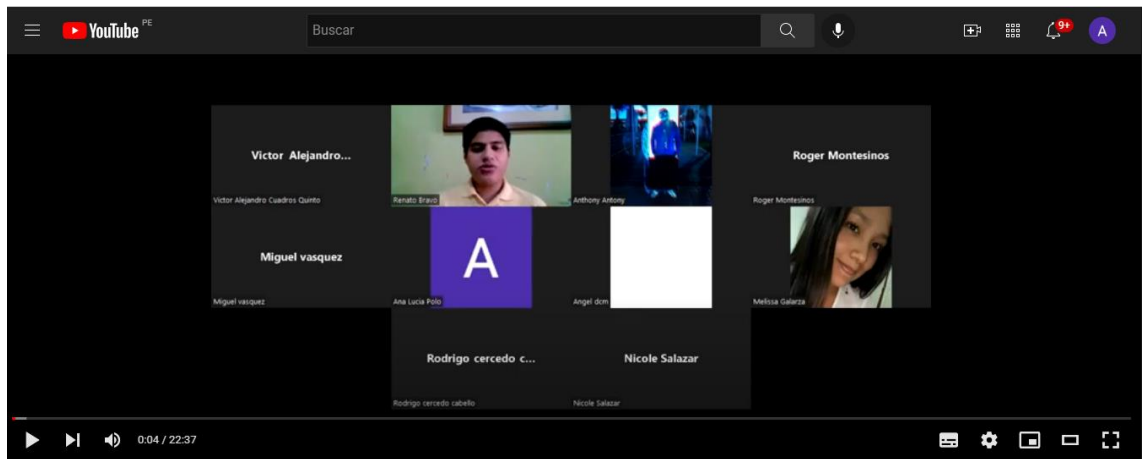 YouTube PE
Buscar
9+
A
Victor Alejandro...
Victor Alejandro Cuadros Quinto
Renato Bravo
Anthony Antony
Roger Montesinos
Roger Montesinos
Miguel vasquez
Miguel vasquez
A
Ana Lucia Polo
Angel dcm
Melissa Galarza
Rodrigo cercedo c...
Rodrigo cercedo cabello
Nicole Salazar
Nicole Salazar
0:04 / 22:37